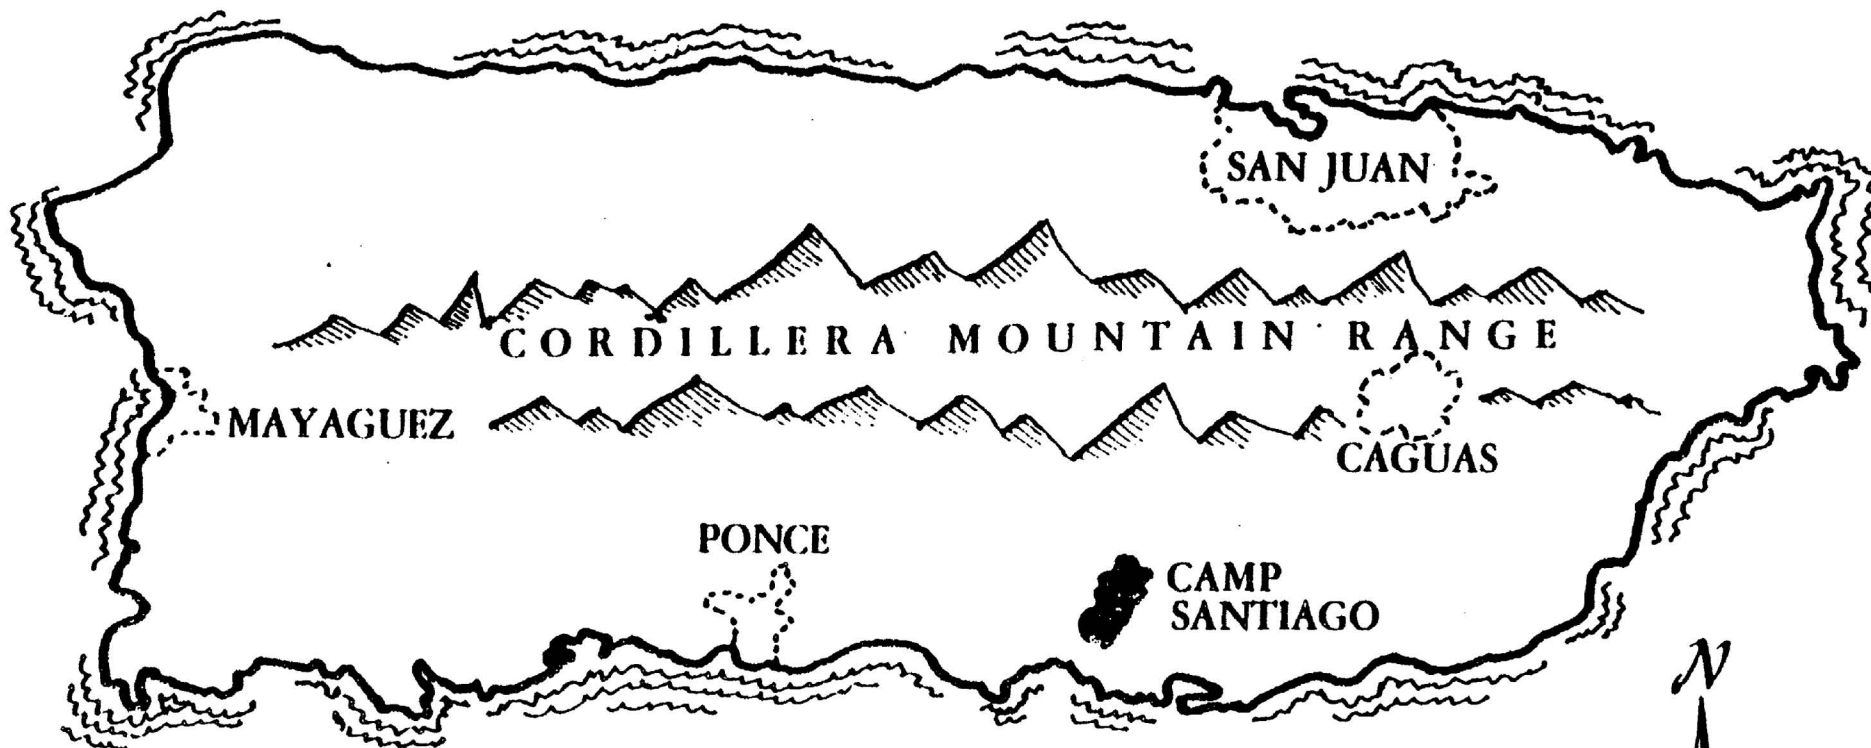 SAN JUAN
CORDILLERA MOUNTAIN RANGE
MAYAGUEZ
CAGUAS
PONCE
CAMP
SANTIAGO
N